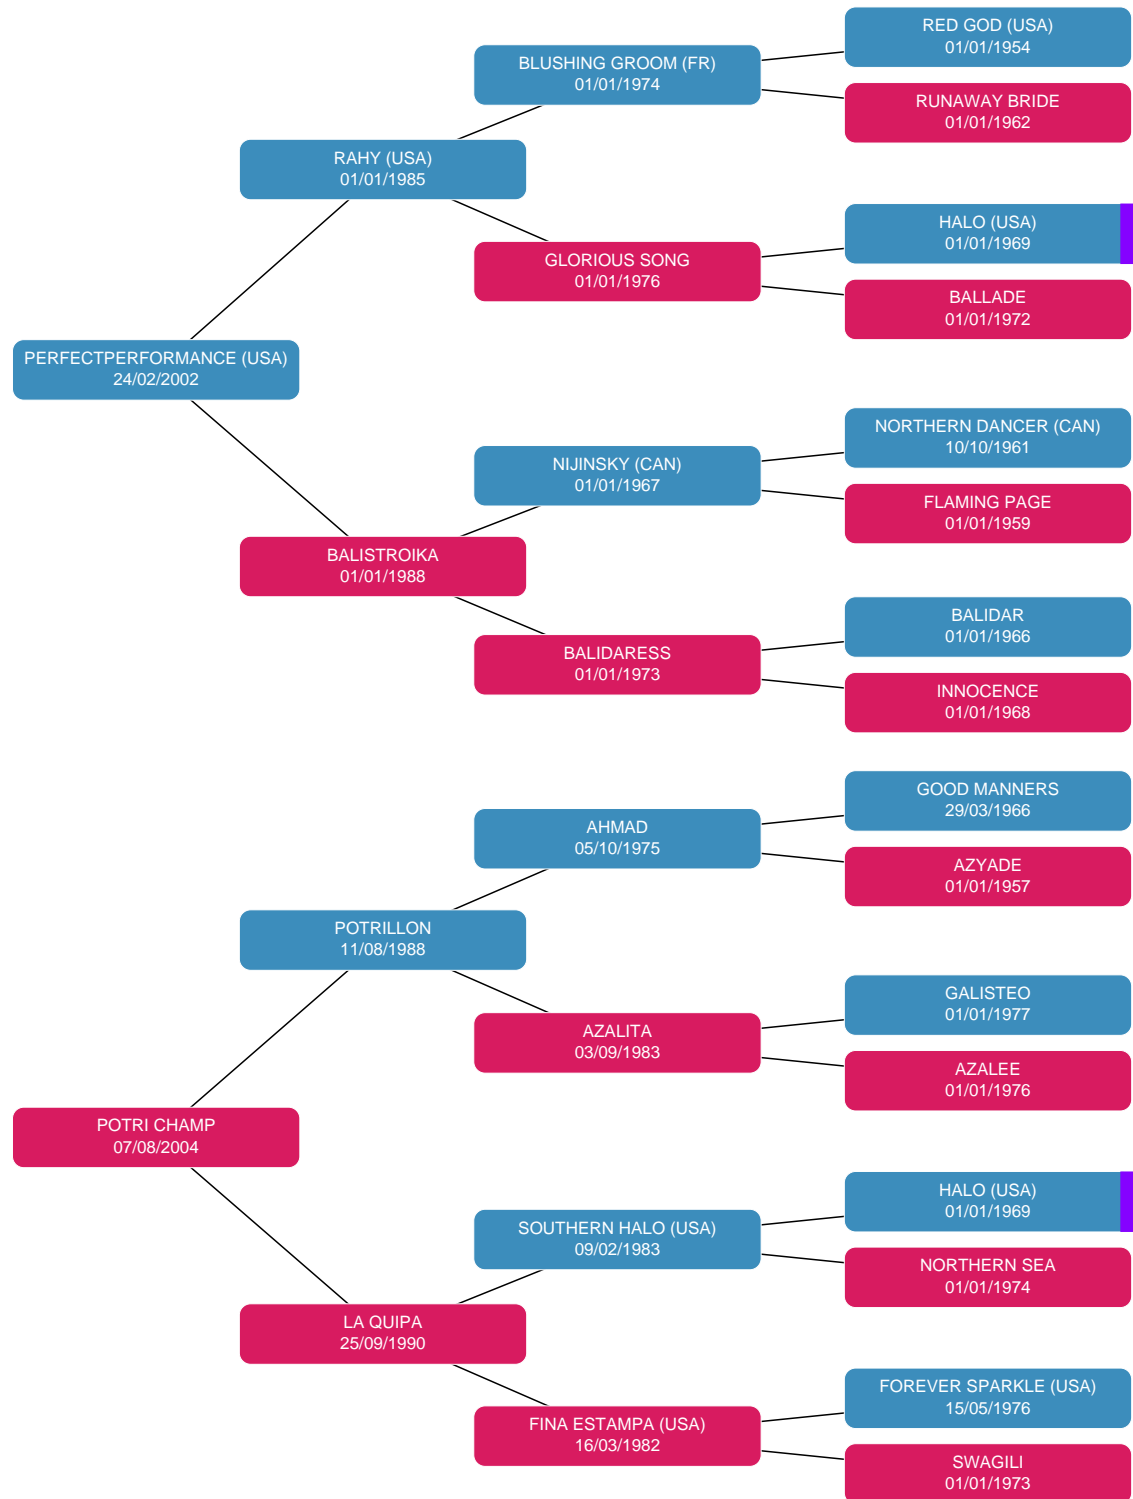 RED GOD (USA)
01/01/1954
BLUSHING GROOM (FR)
01/01/1974
RUNAWAY BRIDE
01/01/1962
RAHY (USA)
01/01/1985
HALO (USA)
01/01/1969
GLORIOUS SONG
01/01/1976
BALLADE
01/01/1972
PERFECTPERFORMANCE (USA)
24/02/2002
NORTHERN DANCER (CAN)
10/10/1961
NIJINSKY (CAN)
01/01/1967
FLAMING PAGE
01/01/1959
BALISTROIKA
01/01/1988
BALIDAR
01/01/1966
BALIDARESS
01/01/1973
INNOCENCE
01/01/1968
GOOD MANNERS
29/03/1966
AHMAD
05/10/1975
AZYADE
01/01/1957
POTRILLON
11/08/1988
GALISTEO
01/01/1977
AZALITA
03/09/1983
AZALEE
01/01/1976
POTRI CHAMP
07/08/2004
HALO (USA)
01/01/1969
SOUTHERN HALO (USA)
09/02/1983
NORTHERN SEA
01/01/1974
LA QUIPA
25/09/1990
FOREVER SPARKLE (USA)
15/05/1976
FINA ESTAMPA (USA)
16/03/1982
SWAGILI
01/01/1973